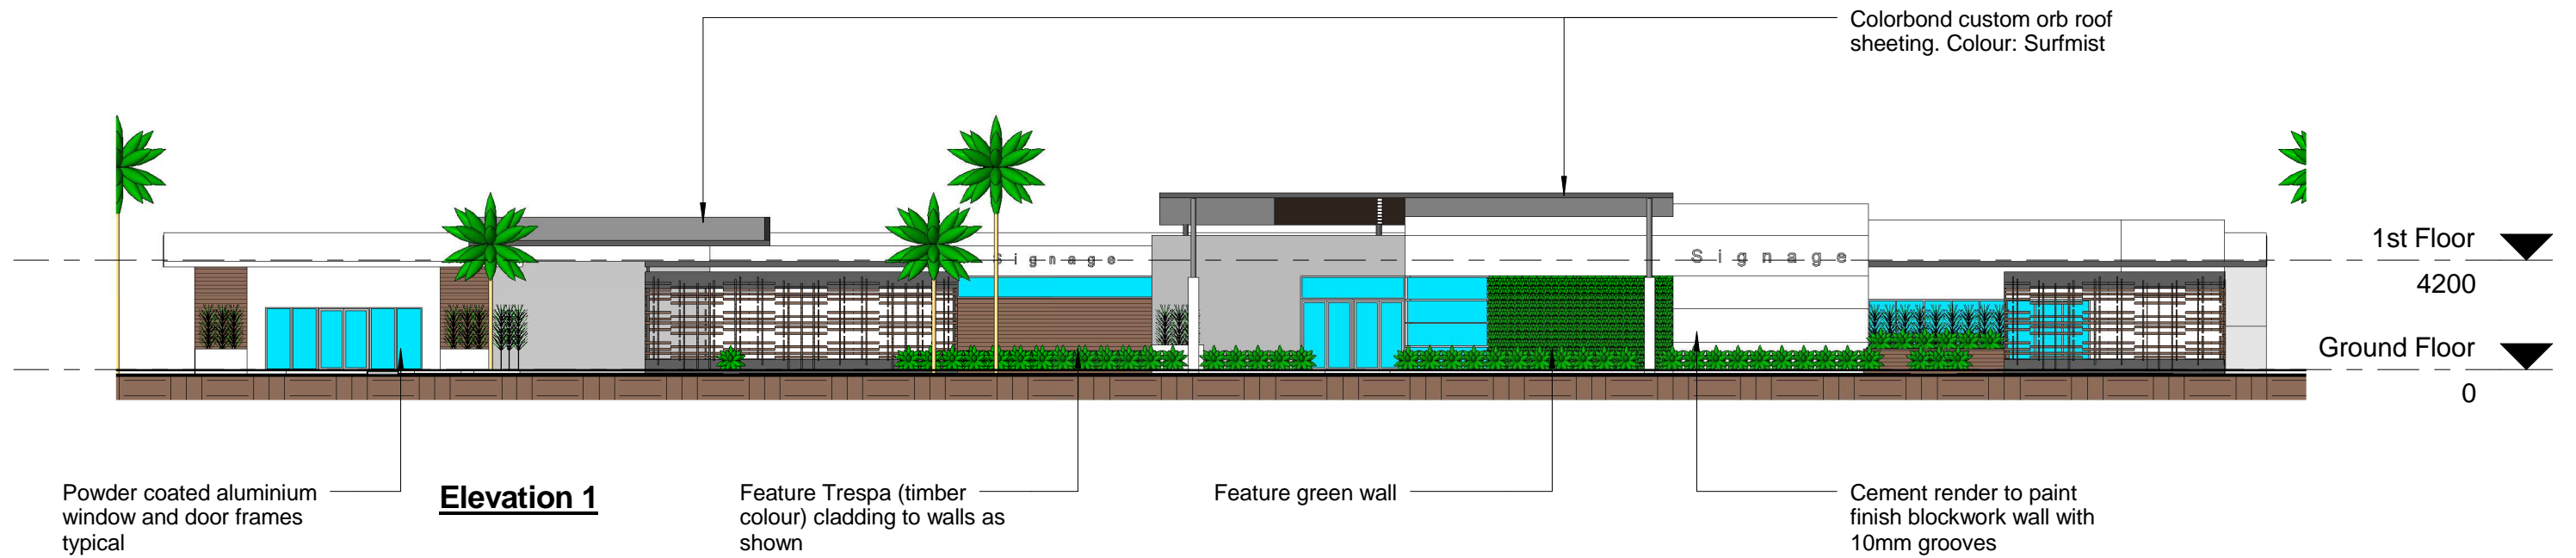 Colorbond custom orb roof
sheeting. Colour: Surfmist
Signage
Signage
1st Floor
4200
Ground Floor
0
Powder coated aluminium
window and door frames
typical
Elevation 1
Feature Trespa (timber
colour) cladding to walls as
shown
Feature green wall
Cement render to paint
finish blockwork wall with
10mm grooves